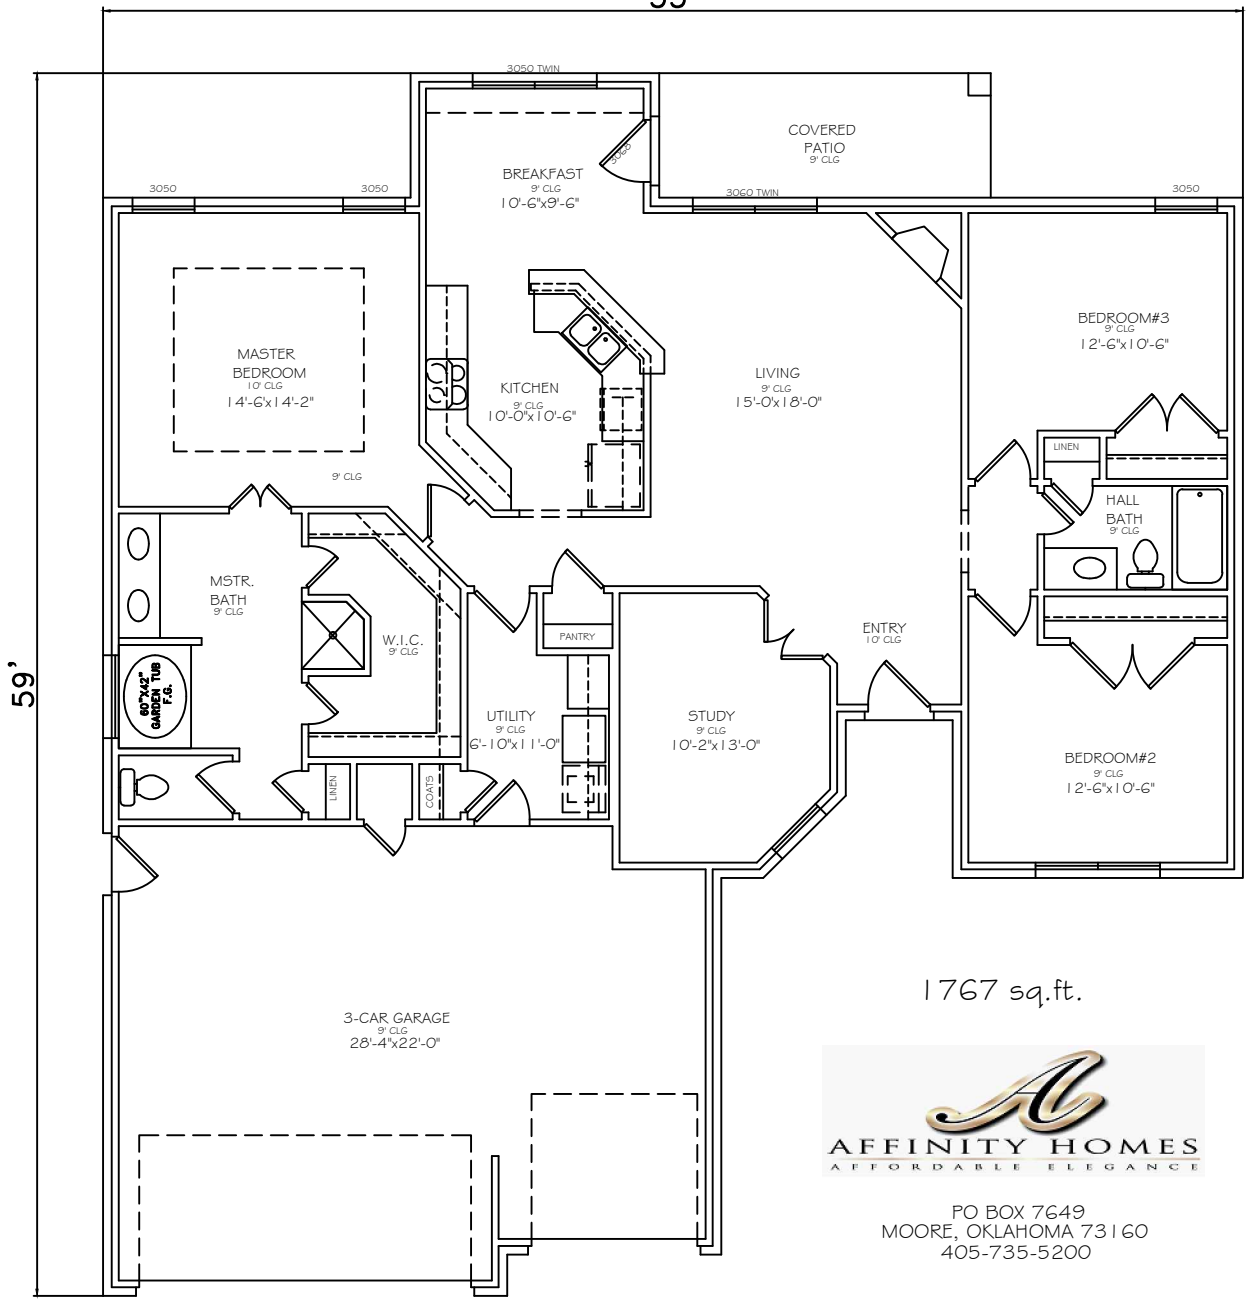 3050 TWIN
COVERED
PATIO
9' CLG
3068
BREAKFAST
9' CLG
10'-6"x9'-6"
3050
3050
3060 TWIN
3050
MASTER
BEDROOM
10' CLG
14'-6"x14'-2"
9' CLG
KITCHEN
9' CLG
10'-0"x10'-6"
LIVING
9' CLG
15'-0"x18'-0"
BEDROOM#3
9' CLG
12'-6"x10'-6"
LINEN
HALL
BATH
9' CLG
MSTR.
BATH
9' CLG
W.I.C.
9' CLG
PANTRY
ENTRY
10' CLG
59'
60"X42"
GARDEN TUB
F.G.
UTILITY
9' CLG
6'-10"x11'-0"
STUDY
9' CLG
10'-2"x13'-0"
BEDROOM#2
9' CLG
12'-6"x10'-6"
LINEN
COATS
3-CAR GARAGE
9' CLG
28'-4"x22'-0"
1767 sq.ft.
A
AFFINITY HOMES
AFFORDABLE ELEGANCE
PO BOX 7649
MOORE, OKLAHOMA 73160
405-735-5200